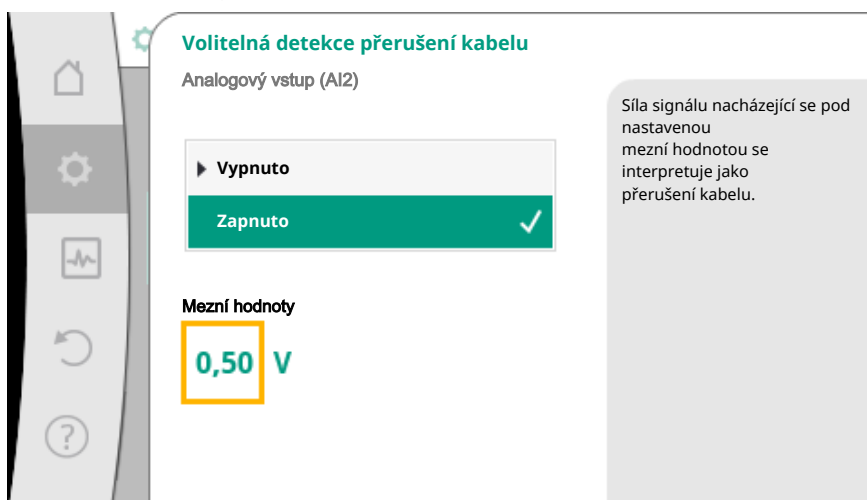 Volitelná detekce přerušení kabelu
Analogový vstup (AI2)
Vypnuto
Zapnuto
Mezní hodnoty
0,50 V
Síla signálu nacházející se pod
nastavenou
mezní hodnotou se
interpretuje jako
přerušení kabelu.
?